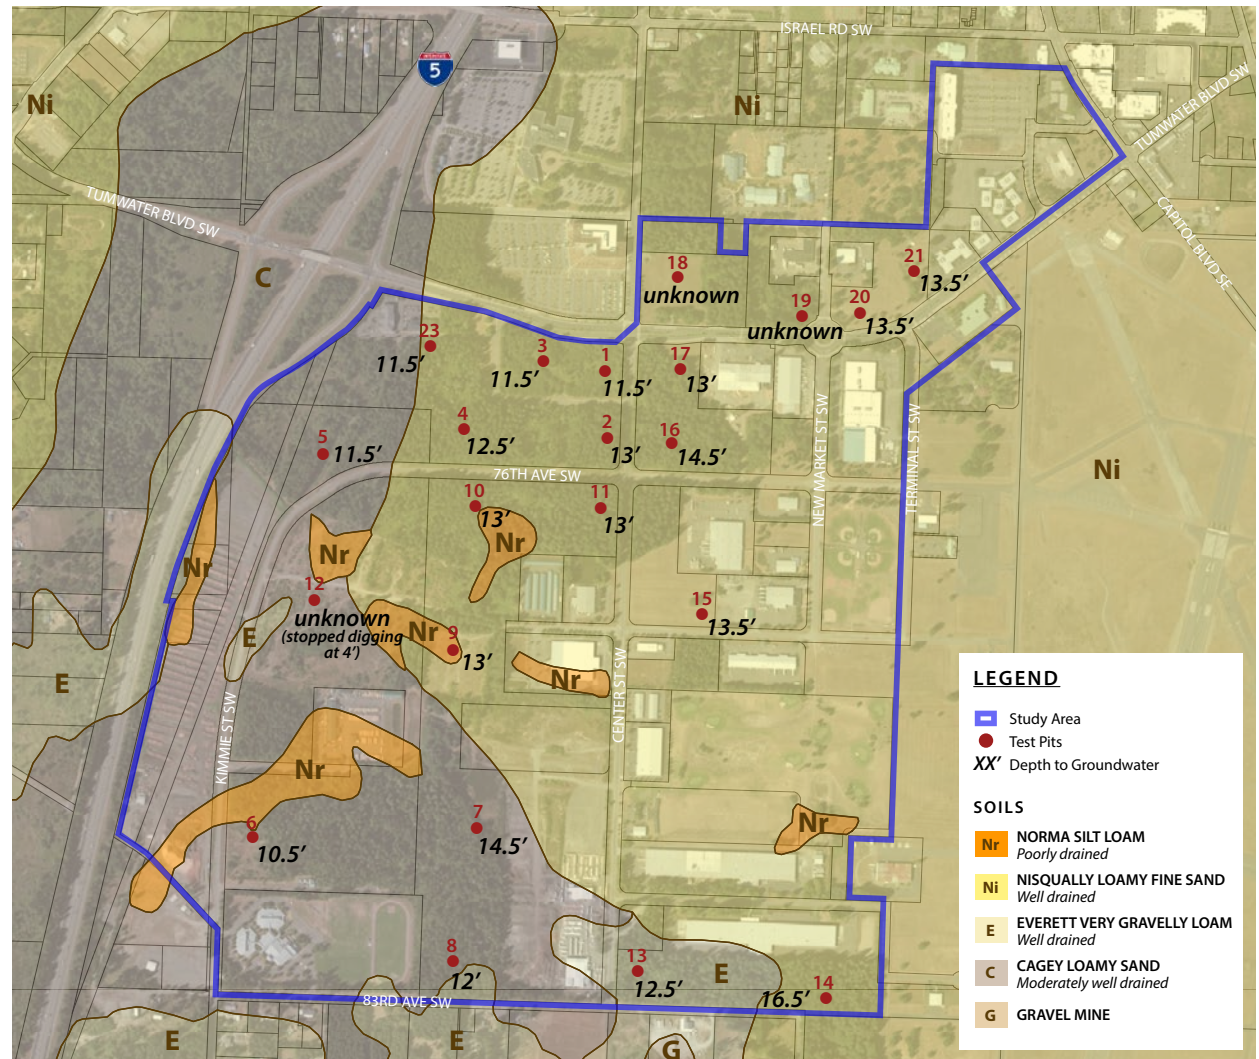 ISRAEL RD SW
INTERSTATE
5
TUMWATER BLVD SW
Ni
Ni
TUMWATER BLVD SW
CAPITOL BLVD SE
C
18
unknown
21
13.5’
19
unknown
20
13.5’
23
11.5’
3
11.5’
1
11.5’
17
13’
4
12.5’
2
13’
16
14.5’
5
11.5’
76TH AVE SW
NEW MARKET ST SW
TERMINAL ST SW
Ni
10
13’
11
13’
Nr
Nr
Nr
12
unknown
(stopped digging
at 4’)
15
13.5’
E
Nr
9
13’
Nr
E
KIMMIE ST SW
CENTER ST SW
Nr
6
10.5’
7
14.5’
Nr
8
12’
13
12.5’
E
14
16.5’
83RD AVE SW
E
E
G
LEGEND
Study Area
Test Pits
XX’ Depth to Groundwater
SOILS
Nr NORMA SILT LOAM
Poorly drained
Ni NISQUALLY LOAMY FINE SAND
Well drained
E EVERETT VERY GRAVELLY LOAM
Well drained
C CAGEY LOAMY SAND
Moderately well drained
G GRAVEL MINE